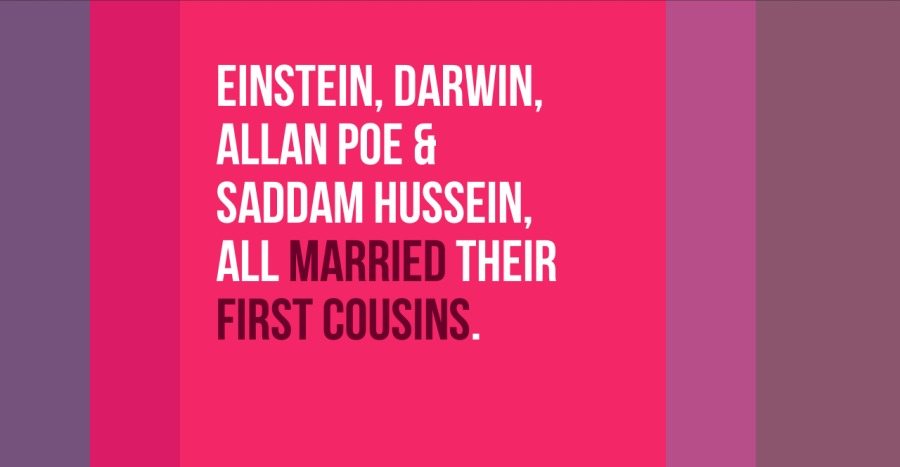 EINSTEIN, DARWIN,
ALLAN POE &
SADDAM HUSSEIN,
ALL MARRIED THEIR
FIRST COUSINS.